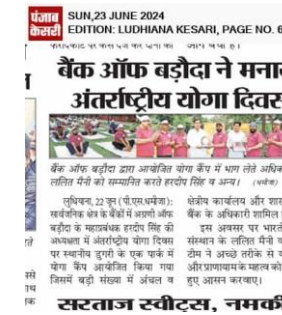 पंजाब केसरी
SUN,23 JUNE 2024
EDITION: LUDHIANA KESARI, PAGE NO. 6
बैंक ऑफ बड़ौदा ने मनाय
अंतर्राष्ट्रीय योगा दिवस
बैंक ऑफ बड़ौदा द्वारा आयोजित योगा कैंप में भाग लेते अधिक
ललित मैनी को सम्मानित करते हरदीप सिंह व अन्य।
लुधियाना, 22 जून (पी.एस.धमीजा):
सार्वजनिक क्षेत्र के बैंकों में अग्रणी ऑफ
बड़ौदा के महाप्रबंधक हरदीप सिंह की
अध्यक्षता में अंतर्राष्ट्रीय योगा दिवस
पर स्थानीय डुगरी के एक पार्क में
योगा कैंप आयोजित किया गया
जिसमें बड़ी संख्या में अंचल व
क्षेत्रीय कार्यालय और शाख
बैंक के अधिकारी शामिल
इस अवसर पर भारती
संस्थान के ललित मैनी व
टीम ने अच्छे तरीके से य
और प्राणायाम के महत्व को
हुए आसन करवाए।
सरताज स्वीट्स, नमकी